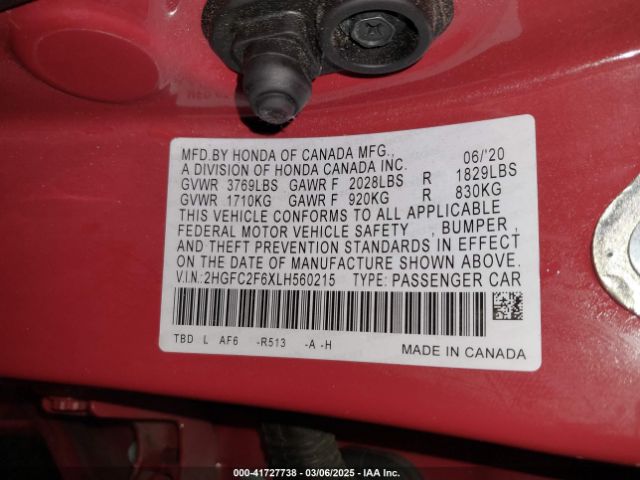 MFD.BY HONDA OF CANADA MFG., 06/'20
A DIVISION OF HONDA CANADA INC.
GVWR 3769LBS GAWR F 2028LBS R 1829LBS
GVWR 1710KG GAWR F 920KG R 830KG
THIS VEHICLE CONFORMS TO ALL APPLICABLE
FEDERAL MOTOR VEHICLE SAFETY , BUMPER ,
AND THEFT PREVENTION STANDARDS IN EFFECT
ON THE DATE OF MANUFACTURE SHOWN ABOVE.
V.I.N.:2HGFC2F6XLH560215 TYPE: PASSENGER CAR
TBD L AF6 -R513 -A -H
MADE IN CANADA
000-41727738 - 03/06/2025 - IAA Inc.